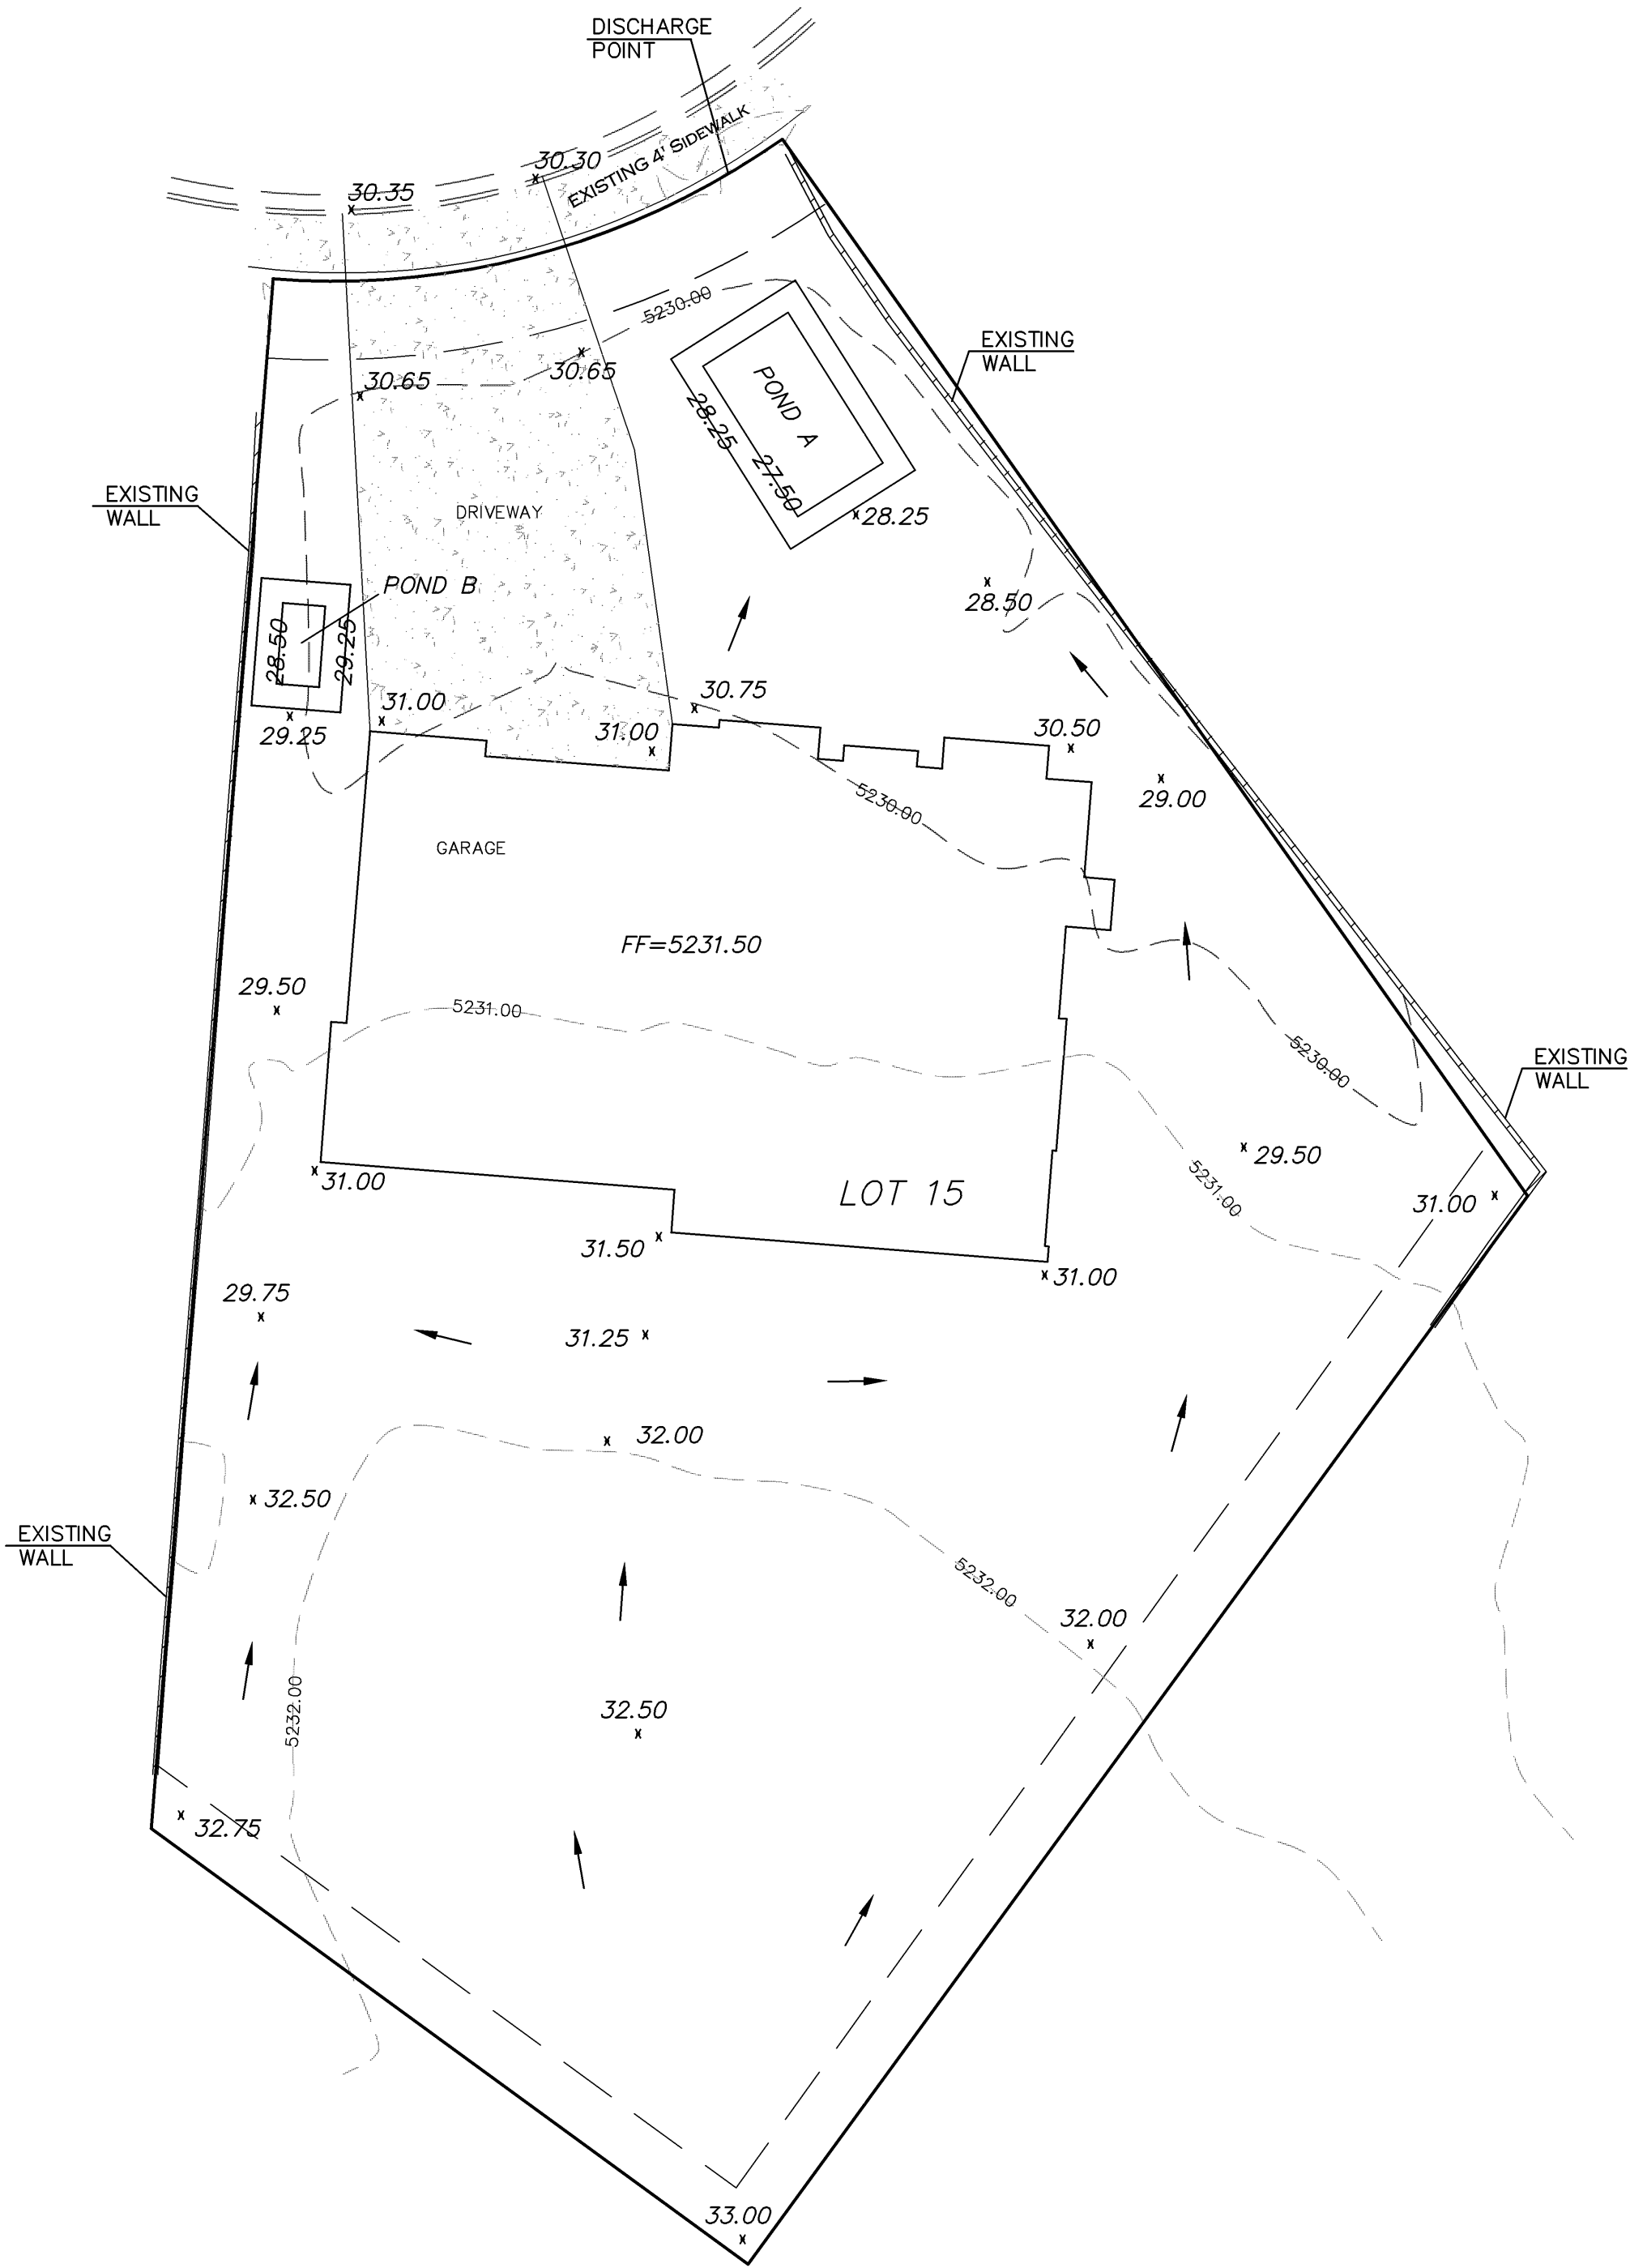 DISCHARGE
POINT
EXISTING 4' SIDEWALK
30.30
30.35
5230.00
EXISTING
WALL
30.65
30.65
POND A
28.25
27.50
28.25
EXISTING
WALL
DRIVEWAY
POND B
28.50
29.25
28.50
30.75
31.00
31.00
29.25
30.50
29.00
5230.00
GARAGE
FF=5231.50
29.50
5231.00
5230.00
EXISTING
WALL
29.50
31.00
5231.00
LOT 15
31.00
31.50
31.00
29.75
31.25
32.00
32.50
EXISTING
WALL
5232.00
32.00
5232.00
32.50
32.75
33.00